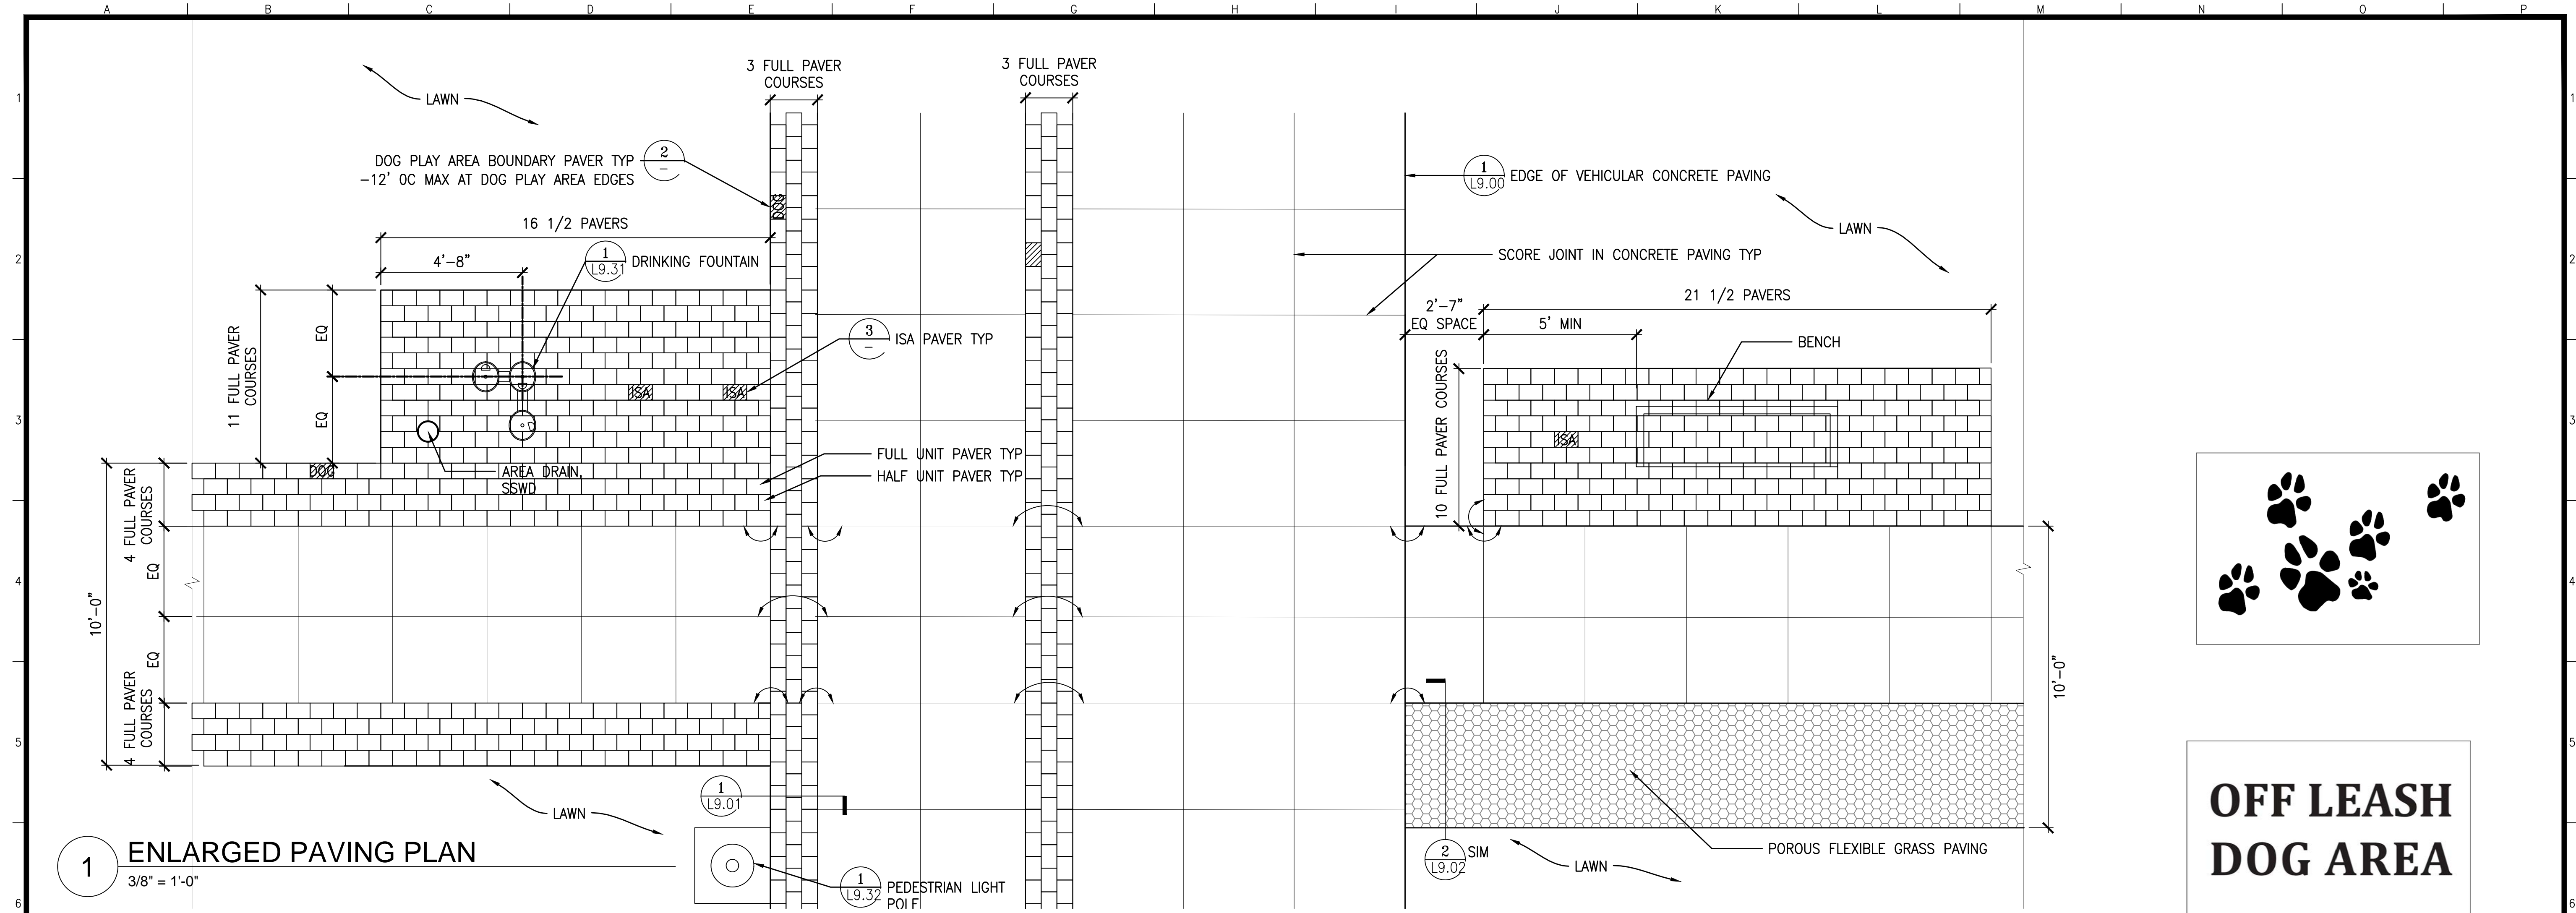 A B C D E F G H I J K L M N O P
3 FULL PAVER
COURSES
3 FULL PAVER
COURSES
1
1
LAWN
DOG PLAY AREA BOUNDARY PAVER TYP
-12' OC MAX AT DOG PLAY AREA EDGES
2
–
DOG
1
L9.00
EDGE OF VEHICULAR CONCRETE PAVING
LAWN
16 1/2 PAVERS
2
2
4'-8"
1
L9.31
DRINKING FOUNTAIN
SCORE JOINT IN CONCRETE PAVING TYP
2'-7"
EQ SPACE
21 1/2 PAVERS
5' MIN
11 FULL PAVER
COURSES
EQ
EQ
3
–
ISA PAVER TYP
BENCH
10 FULL PAVER COURSES
ISA
ISA
ISA
3
3
AREA DRAIN,
SSWD
DOG
FULL UNIT PAVER TYP
HALF UNIT PAVER TYP
4 FULL PAVER
COURSES
EQ
4
4
10'-0"
EQ
4 FULL PAVER
COURSES
10'-0"
5
5
LAWN
1
L9.01
1
ENLARGED PAVING PLAN
3/8" = 1'-0"
1
L9.32
PEDESTRIAN LIGHT
POLE
2
L9.02
SIM
LAWN
POROUS FLEXIBLE GRASS PAVING
OFF LEASH
DOG AREA
6
6